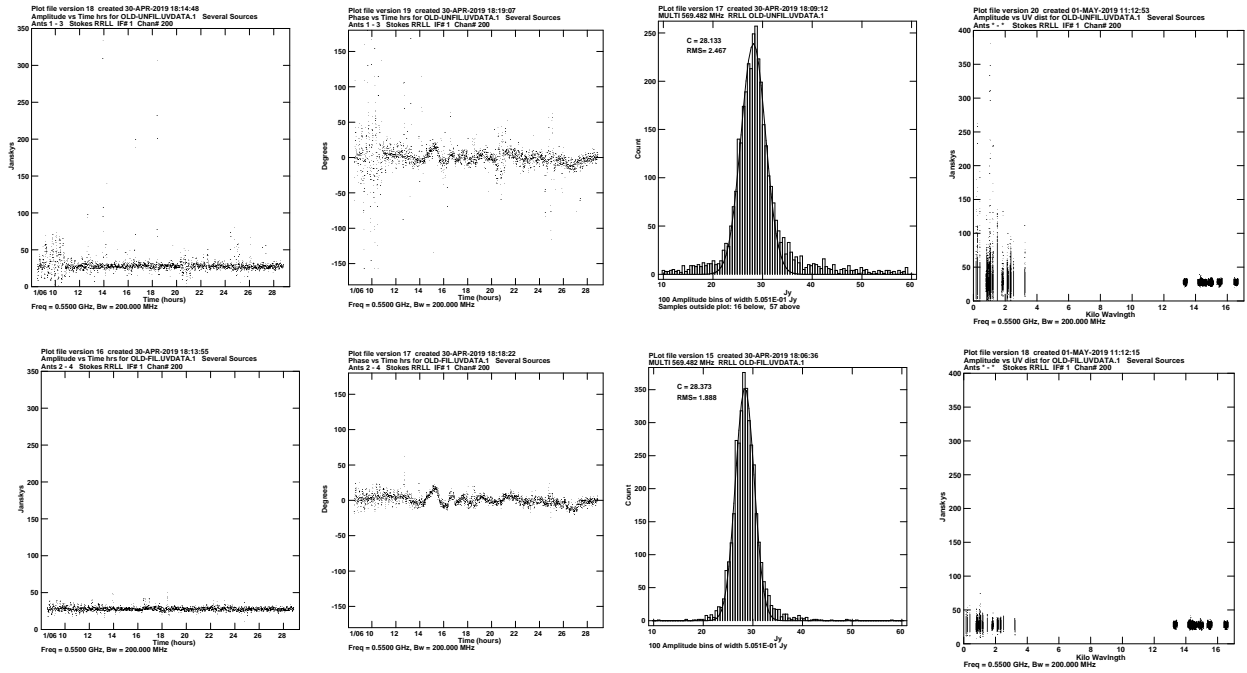 Plot file version 18  created 30-APR-2019 18:14:48
Amplitude vs Time hrs for OLD-UNFIL.UVDATA.1   Several Sources
Ants 1 - 3   Stokes RRLL  IF# 1  Chan# 200
350
300
250
200
150
100
50
0
Janskys
1/06 10 12 14 16 18 20 22 24 26 28
Time (hours)
Freq = 0.5500 GHz, Bw = 200.000 MHz
Plot file version 19  created 30-APR-2019 18:19:07
Phase vs Time hrs for OLD-UNFIL.UVDATA.1   Several Sources
Ants 1 - 3   Stokes RRLL  IF# 1  Chan# 200
150
100
50
0
-50
-100
-150
Degrees
1/06 10 12 14 16 18 20 22 24 26 28
Time (hours)
Freq = 0.5500 GHz, Bw = 200.000 MHz
PLot file version 17  created 30-APR-2019 18:09:12
MULTI 569.482 MHz  RRLL OLD-UNFIL.UVDATA.1
C = 28.133
RMS= 2.467
250
200
150
100
50
0
Count
10 20 30 40 50 60
Jy
100 Amplitude bins of width 5.051E-01 Jy
Samples outside plot: 16 below,  57 above
Plot file version 20  created 01-MAY-2019 11:12:53
Amplitude vs UV dist for OLD-UNFIL.UVDATA.1   Several Sources
Ants * - *   Stokes RRLL  IF# 1  Chan# 200
400
350
300
250
200
150
100
50
0
Janskys
0 2 4 6 8 10 12 14 16
Kilo Wavlngth
Freq = 0.5500 GHz, Bw = 200.000 MHz
Plot file version 16  created 30-APR-2019 18:13:55
Amplitude vs Time hrs for OLD-FIL.UVDATA.1   Several Sources
Ants 2 - 4   Stokes RRLL  IF# 1  Chan# 200
350
300
250
200
150
100
50
0
Janskys
1/06 10 12 14 16 18 20 22 24 26 28
Time (hours)
Freq = 0.5500 GHz, Bw = 200.000 MHz
Plot file version 17  created 30-APR-2019 18:18:22
Phase vs Time hrs for OLD-FIL.UVDATA.1   Several Sources
Ants 2 - 4   Stokes RRLL  IF# 1  Chan# 200
150
100
50
0
-50
-100
-150
Degrees
1/06 10 12 14 16 18 20 22 24 26 28
Time (hours)
Freq = 0.5500 GHz, Bw = 200.000 MHz
PLot file version 15  created 30-APR-2019 18:06:36
MULTI 569.482 MHz  RRLL OLD-FIL.UVDATA.1
C = 28.373
RMS= 1.888
350
300
250
200
150
100
50
0
Count
10 20 30 40 50 60
Jy
100 Amplitude bins of width 5.051E-01 Jy
Plot file version 18  created 01-MAY-2019 11:12:15
Amplitude vs UV dist for OLD-FIL.UVDATA.1   Several Sources
Ants * - *   Stokes RRLL  IF# 1  Chan# 200
400
350
300
250
200
150
100
50
0
Janskys
0 2 4 6 8 10 12 14 16
Kilo Wavlngth
Freq = 0.5500 GHz, Bw = 200.000 MHz